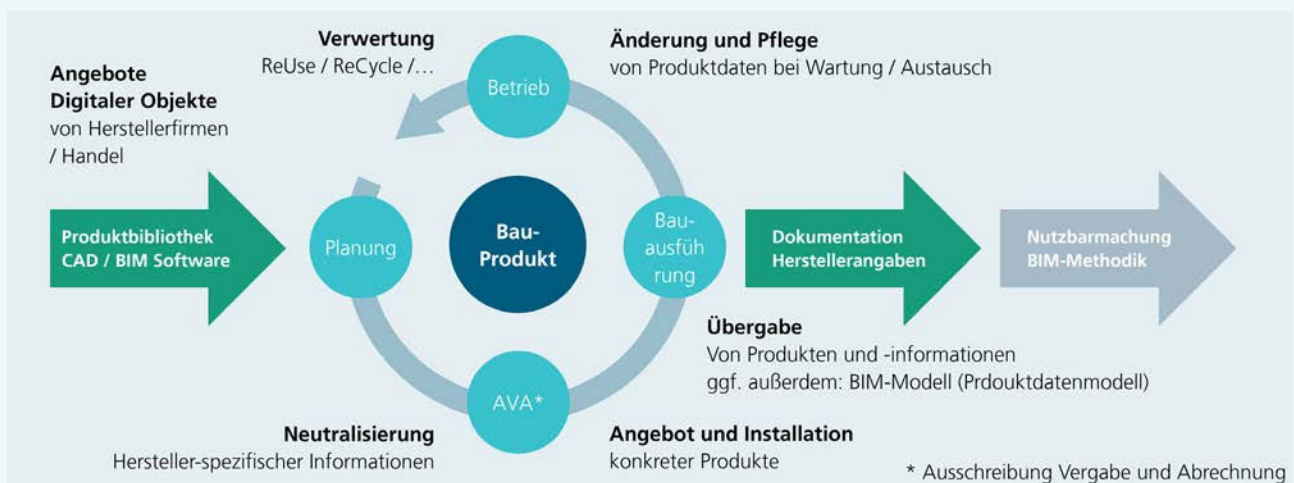 Verwertung
ReUse / ReCycle /...
Änderung und Pflege
von Produktdaten bei Wartung / Austausch
Angebote
Digitaler Objekte
von Herstellerfirmen
/ Handel
Betrieb
Produktbibliothek
CAD / BIM Software
Planung
Bau-
Produkt
Bau-
ausfüh
rung
Dokumentation
Herstellerangaben
Nutzbarmachung
BIM-Methodik
Übergabe
Von Produkten und -informationen
ggf. außerdem: BIM-Modell (Prdouktdatenmodell)
AVA*
Neutralisierung
Hersteller-spezifischer Informationen
Angebot und Installation
konkreter Produkte
* Ausschreibung Vergabe und Abrechnung